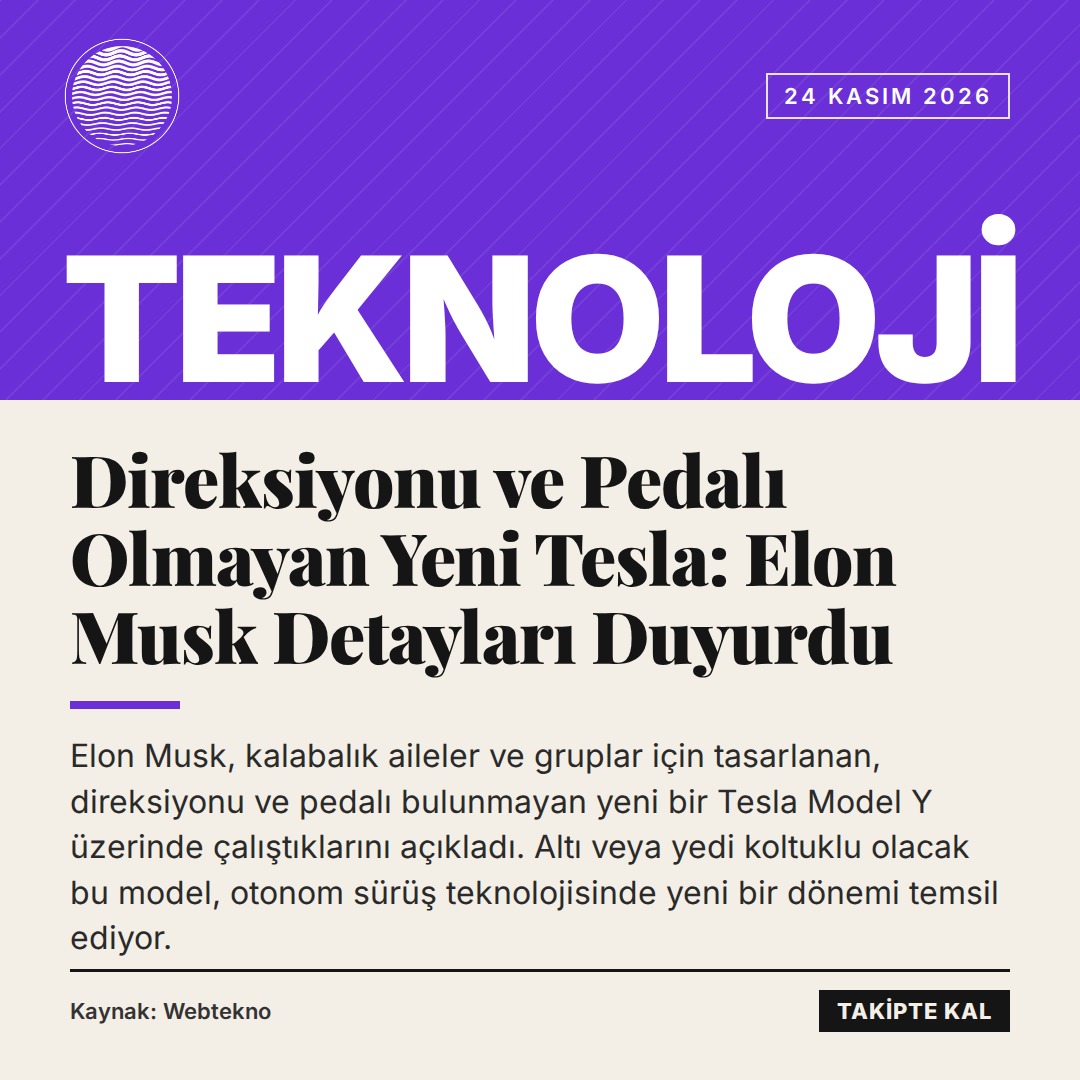 24 KASIM 2026
TEKNOLOJİ
Direksiyonu ve Pedalı
Olmayan Yeni Tesla: Elon
Musk Detayları Duyurdu
Elon Musk, kalabalık aileler ve gruplar için tasarlanan,
direksiyonu ve pedalı bulunmayan yeni bir Tesla Model Y
üzerinde çalıştıklarını açıkladı. Altı veya yedi koltuklu olacak
bu model, otonom sürüş teknolojisinde yeni bir dönemi temsil
ediyor.
Kaynak: Webtekno
TAKİPTE KAL